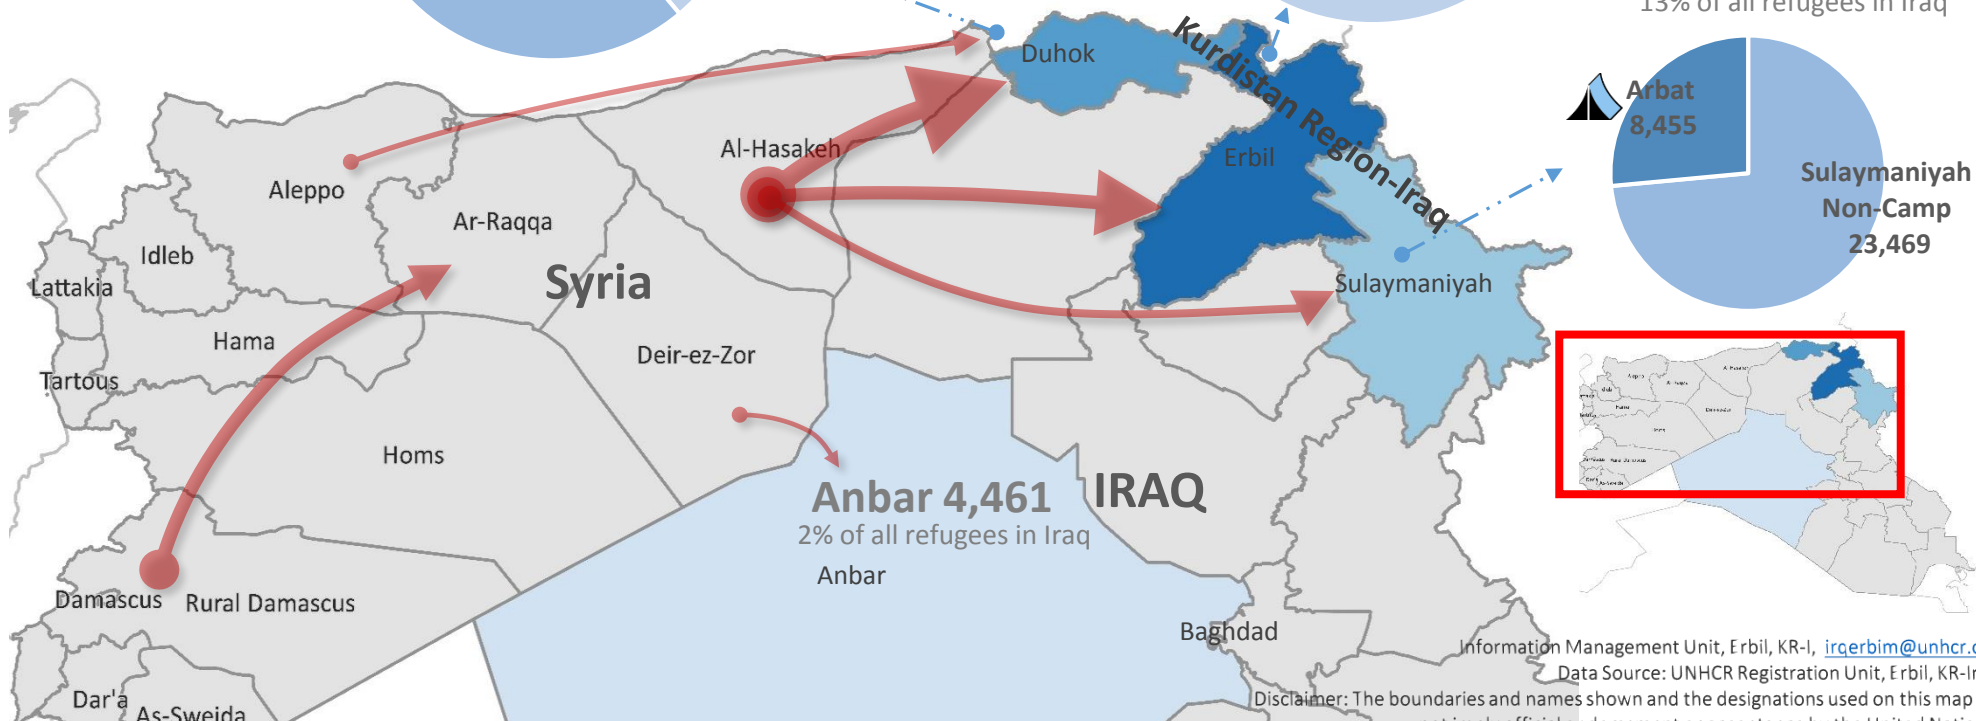 13% of all refugees in Iraq
Duhok
Kurdistan Region-Iraq
Arbat
8,455
Al-Hasakeh
Erbil
Aleppo
Sulaymaniyah
Non-Camp
23,469
Ar-Raqqa
Idleb
Syria
Lattakia
Sulaymaniyah
Hama
Deir-ez-Zor
Tartous
Homs
Anbar 4,461
2% of all refugees in Iraq
IRAQ
Anbar
Damascus
Rural Damascus
Baghdad
Information Management Unit, Erbil, KR-I, irqerbim@unhcr.
Data Source: UNHCR Registration Unit, Erbil, KR-I
Dar'a
As-Sweida
Disclaimer: The boundaries and names shown and the designations used on this map
Aleppo
Homs